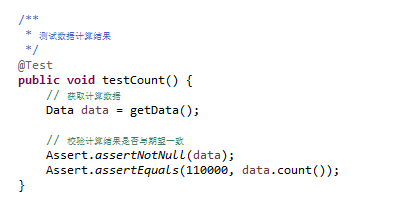 /**
 * 测试数据计算结果
 */
@Test
public void testCount() {
    // 获取计算数据
    Data data = getData();

    // 校验计算结果是否与期望一致
    Assert.assertNotNull(data);
    Assert.assertEquals(110000, data.count());
}